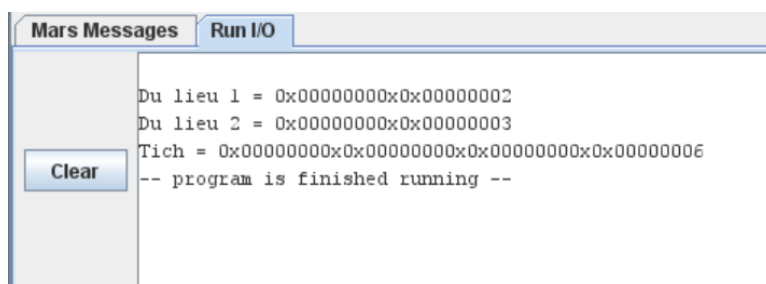 Mars Messages Run I/O
Du lieu 1 = 0x00000000x0x00000002
Du lieu 2 = 0x00000000x0x00000003
Tich = 0x00000000x0x00000000x0x00000000x0x00000006
Clear
-- program is finished running --